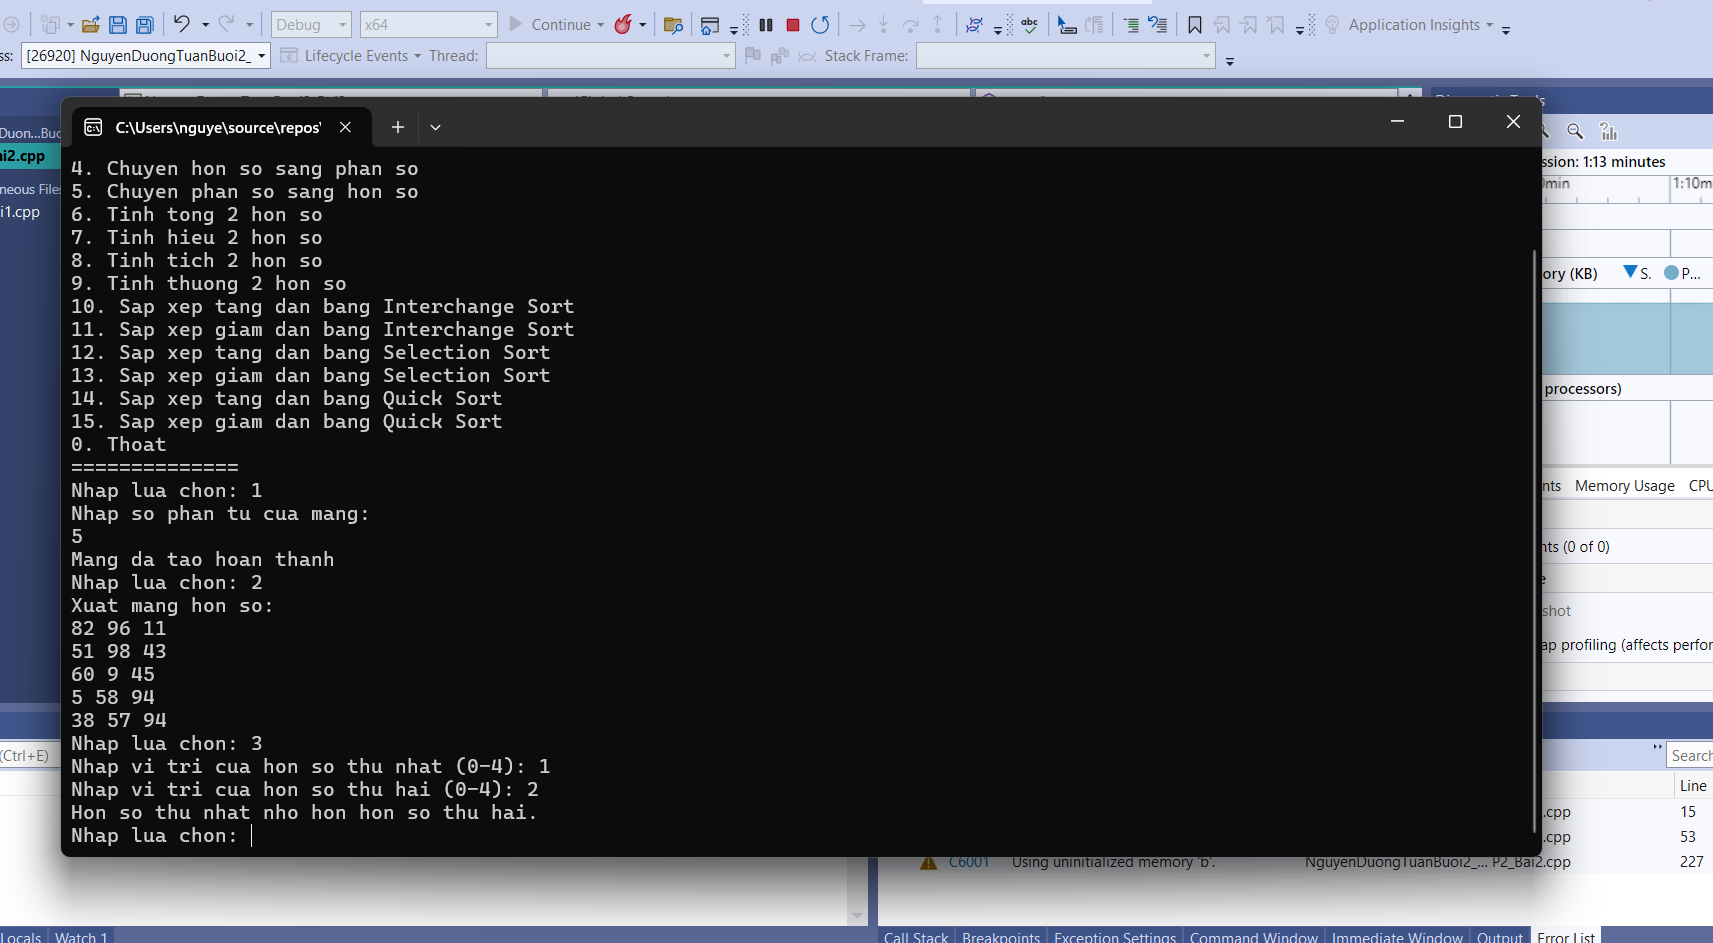 Debug
x64
Continue
Application Insights
ss:
[26920] NguyenDuongTuanBuoi2_
Lifecycle Events
Thread:
Stack Frame:
C:\Users\nguye\source\repos'
Duon...Buo
i2.cpp
neous Files
i1.cpp
4. Chuyen hon so sang phan so
5. Chuyen phan so sang hon so
6. Tinh tong 2 hon so
7. Tinh hieu 2 hon so
8. Tinh tich 2 hon so
9. Tinh thuong 2 hon so
10. Sap xep tang dan bang Interchange Sort
11. Sap xep giam dan bang Interchange Sort
12. Sap xep tang dan bang Selection Sort
13. Sap xep giam dan bang Selection Sort
14. Sap xep tang dan bang Quick Sort
15. Sap xep giam dan bang Quick Sort
0. Thoat
==============
Nhap lua chon: 1
Nhap so phan tu cua mang:
5
Mang da tao hoan thanh
Nhap lua chon: 2
Xuat mang hon so:
82 96 11
51 98 43
60 9 45
5 58 94
38 57 94
Nhap lua chon: 3
Nhap vi tri cua hon so thu nhat (0-4): 1
Nhap vi tri cua hon so thu hai (0-4): 2
Hon so thu nhat nho hon hon so thu hai.
Nhap lua chon:
ssion: 1:13 minutes
0min
1:10m
ory (KB)
S.
P...
processors)
nts
Memory Usage
CPU
nts (0 of 0)
e
shot
ap profiling (affects perfor
(Ctrl+E)
Search
Line
.cpp
15
.cpp
53
C6001
Using uninitialized memory 'b'.
NguyenDuongTuanBuoi2_... P2_Bai2.cpp
227
Locals
Watch 1
Call Stack
Breakpoints
Exception Settings
Command Window
Immediate Window
Output
Error List